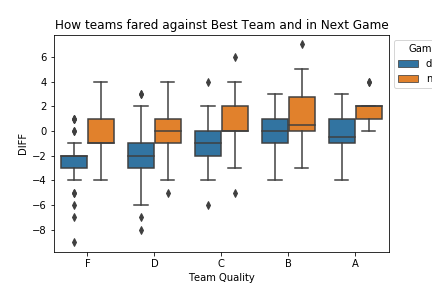 How teams fared against Best Team and in Next Game
Gam
d
n
DIFF
6
4
2
0
−2
−4
−6
−8
F D C B A
Team Quality